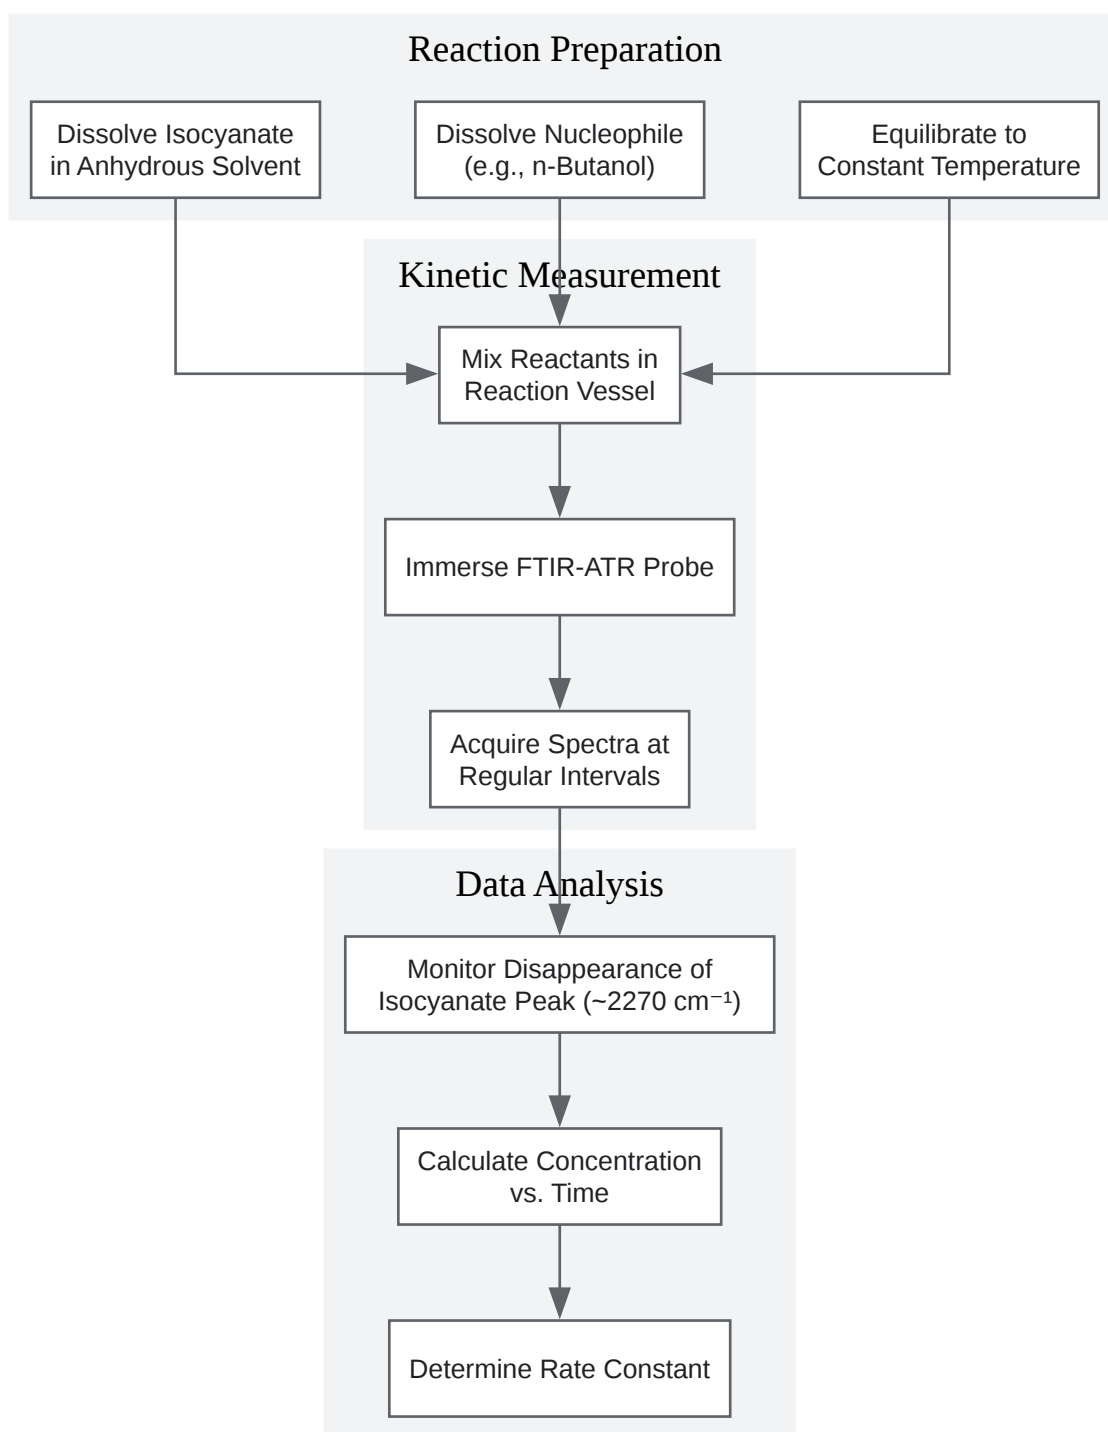 Reaction Preparation
Dissolve Isocyanate
in Anhydrous Solvent
Dissolve Nucleophile
(e.g., n-Butanol)
Equilibrate to
Constant Temperature
Kinetic Measurement
Mix Reactants in
Reaction Vessel
Immerse FTIR-ATR Probe
Acquire Spectra at
Regular Intervals
Data Analysis
Monitor Disappearance of
Isocyanate Peak (~2270 cm⁻¹)
Calculate Concentration
vs. Time
Determine Rate Constant